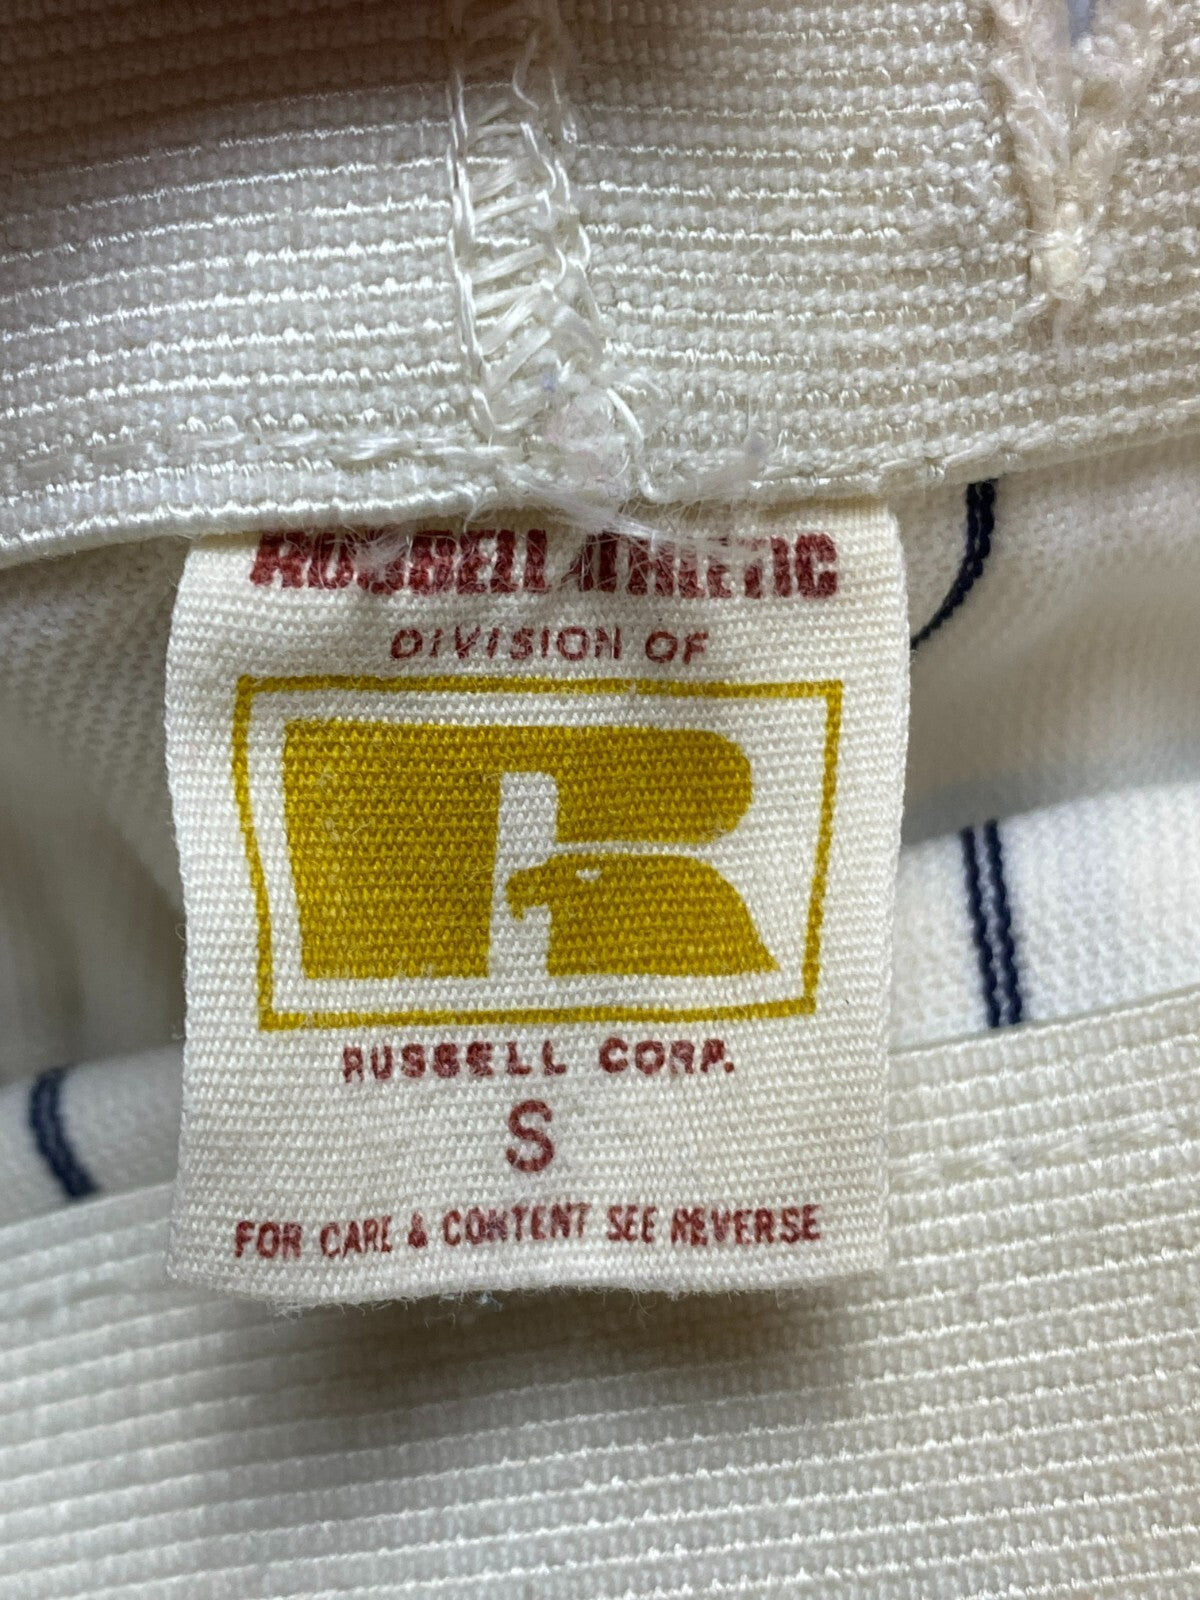 RUSSELL ATHLETIC
DIVISION OF
R
RUSSELL CORP.
S
FOR CARE & CONTENT SEE REVERSE